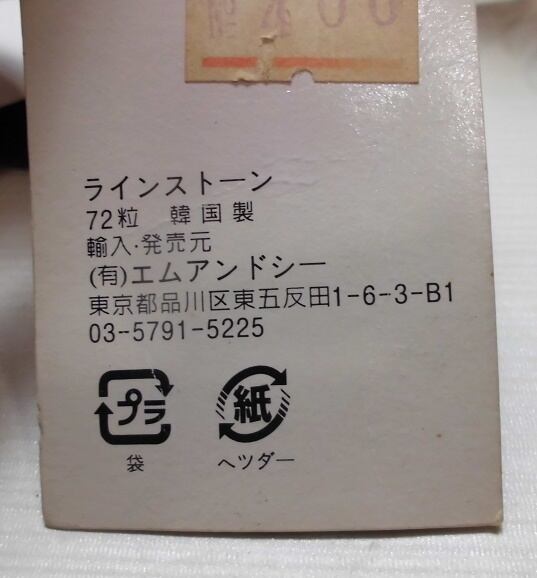 00
ラインストーン
72粒 韓国製
輸入·発売元
(有)エムアンドシー
東京都品川区東五反田1-6-3-B1
03-5791-5225
プラ 紙
袋 ヘツダー